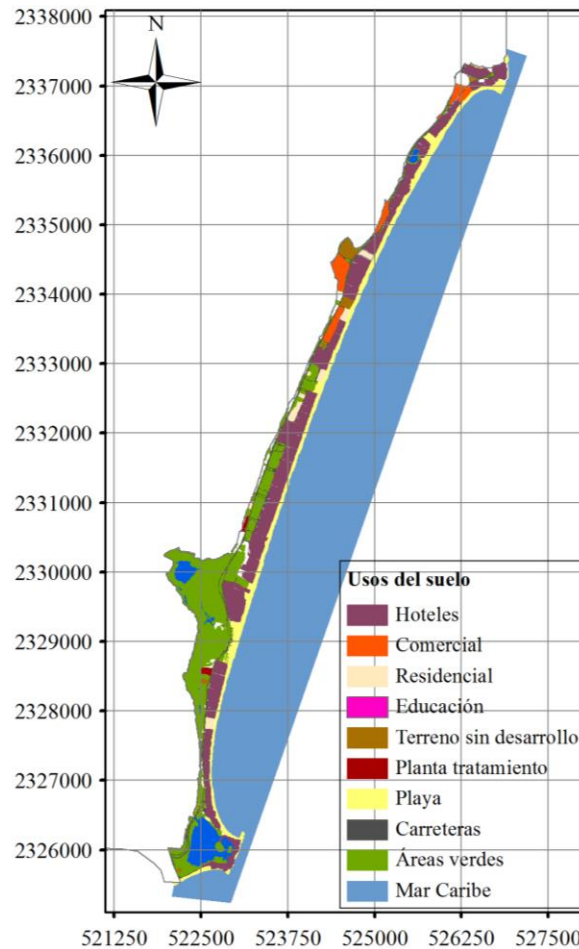 2338000
N
2337000
2336000
2335000
2334000
2333000
2332000
2331000
2330000
2329000
2328000
2327000
2326000
Usos del suelo
Hoteles
Comercial
Residencial
Educación
Terreno sin desarrollo
Planta tratamiento
Playa
Carreteras
Áreas verdes
Mar Caribe
521250 522500 523750 525000 526250 527500